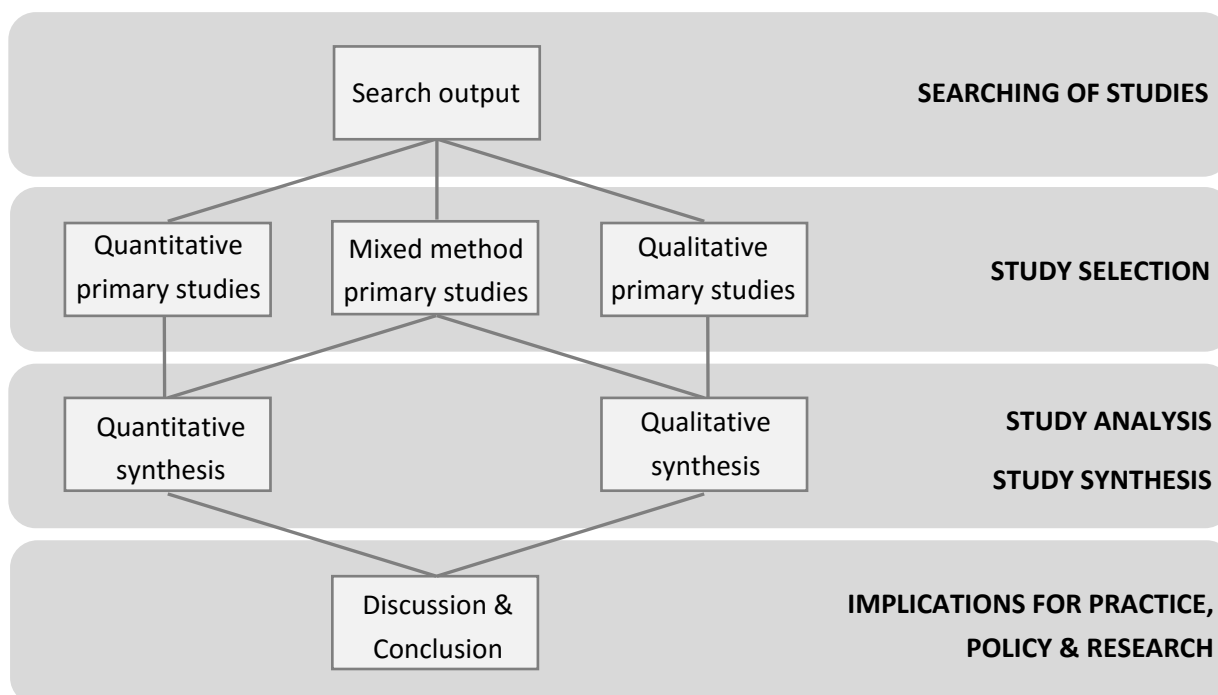 Search output
SEARCHING OF STUDIES
Quantitative
primary studies
Mixed method
primary studies
Qualitative
primary studies
STUDY SELECTION
Quantitative
synthesis
Qualitative
synthesis
STUDY ANALYSIS
STUDY SYNTHESIS
Discussion &
Conclusion
IMPLICATIONS FOR PRACTICE,
POLICY & RESEARCH